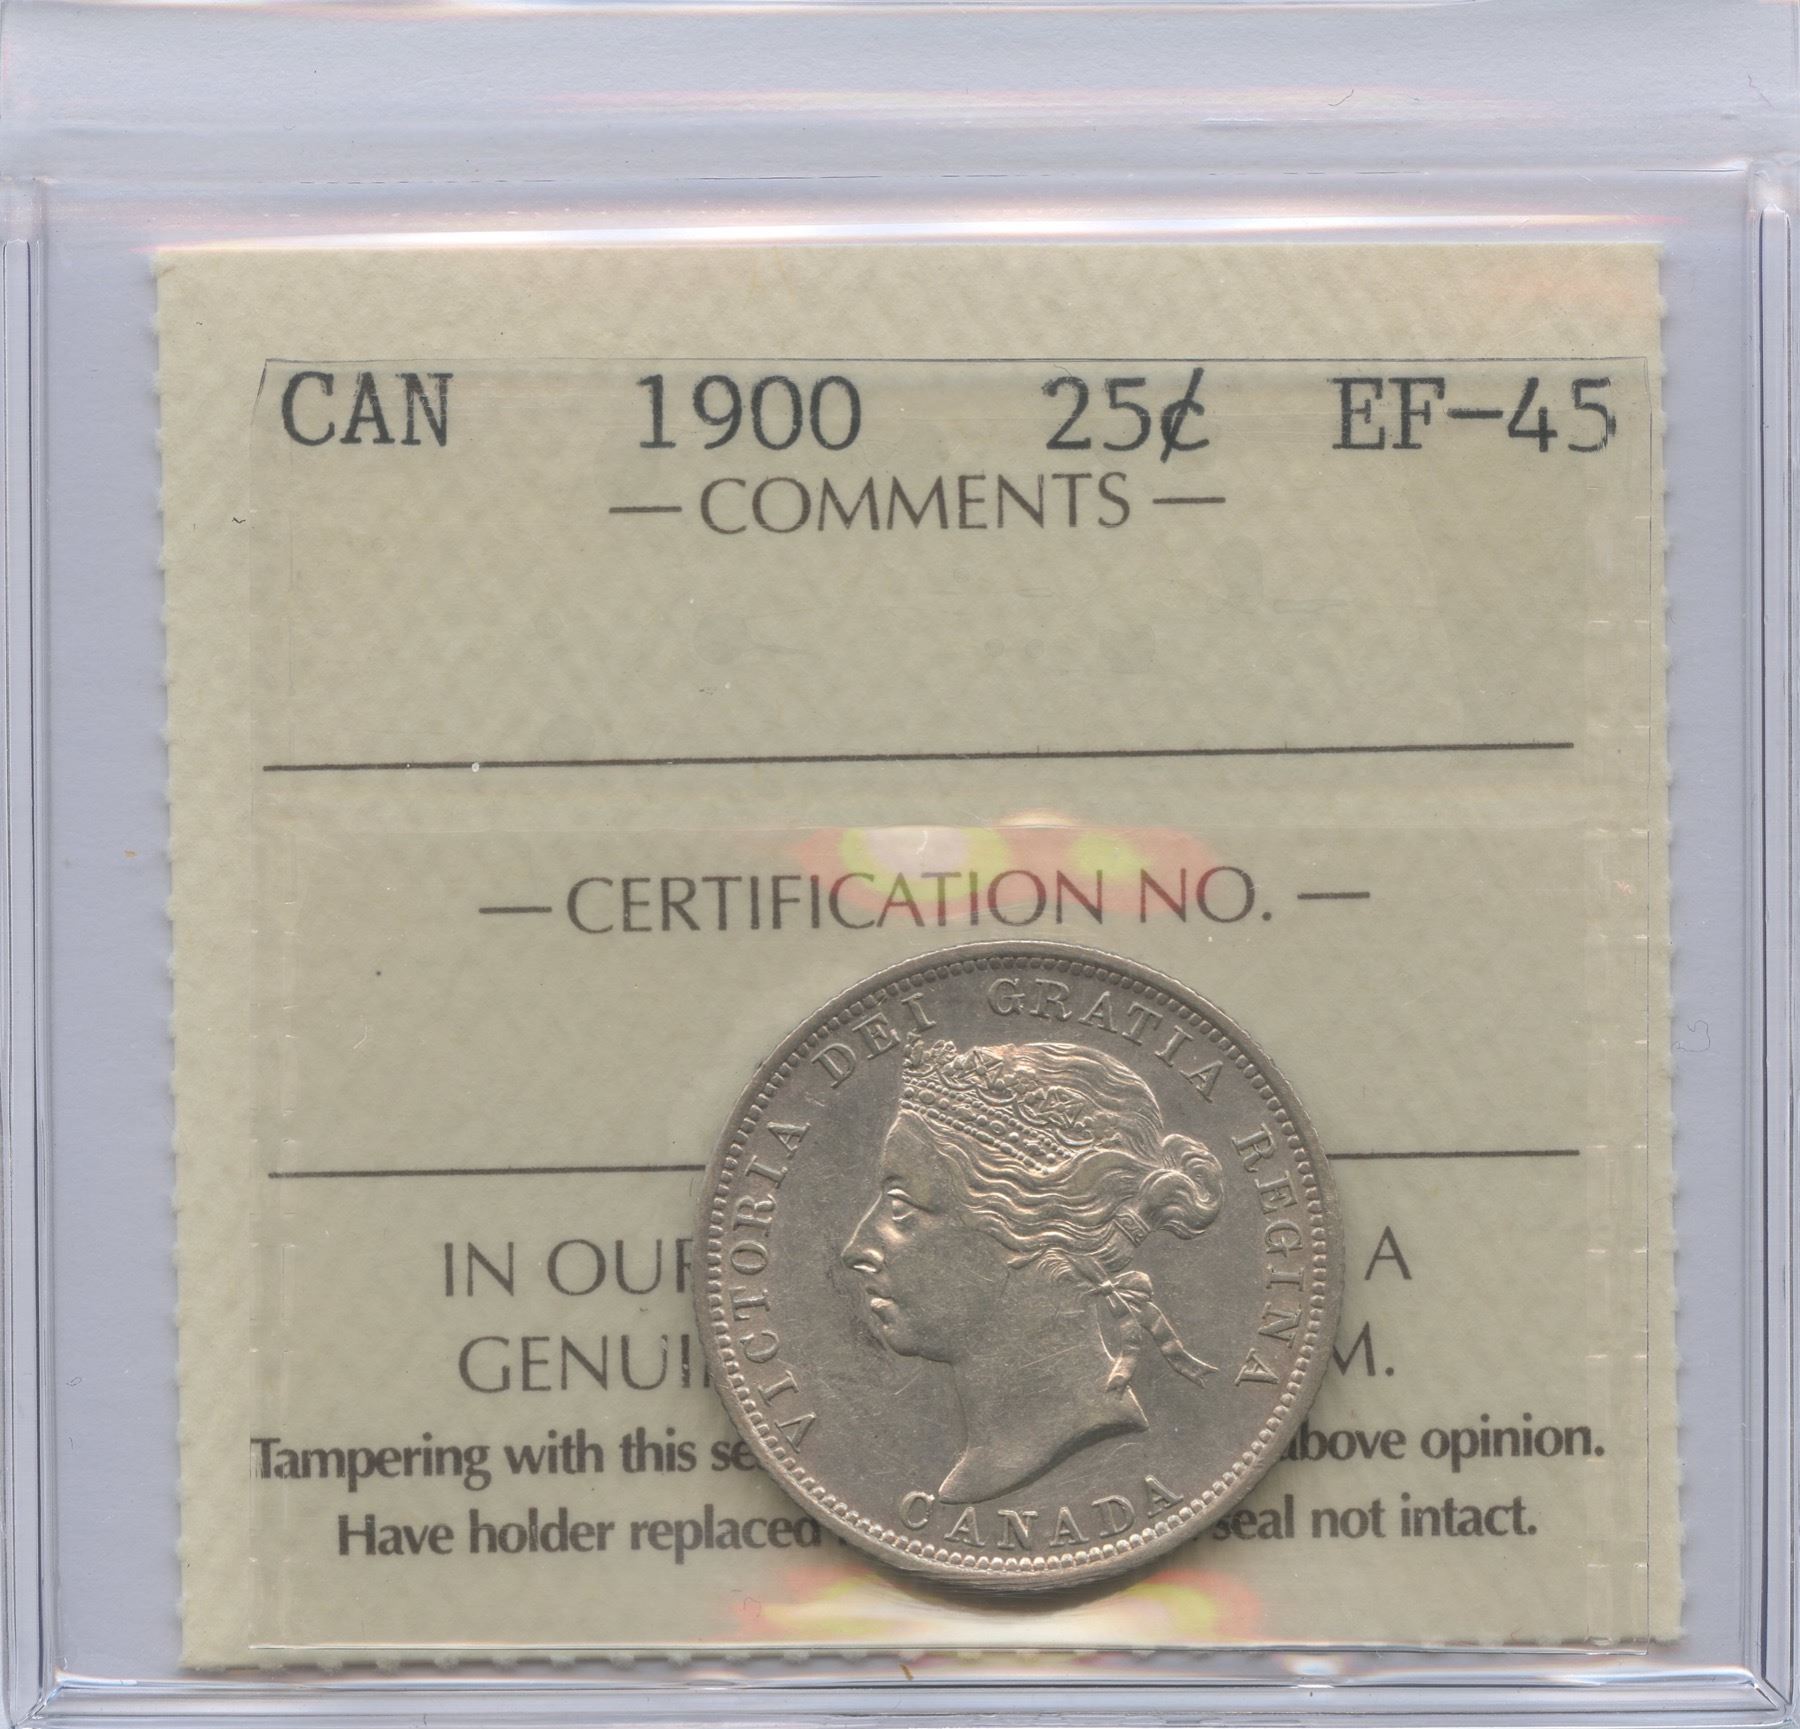 CAN 1900 25¢ EF-45
— COMMENTS —
— CERTIFICATION NO. —
IN OUR A
GENUI M.
Tampering with this se above opinion.
Have holder replaced seal not intact.
VICTORIA DEI GRATIA REGINA
CANADA